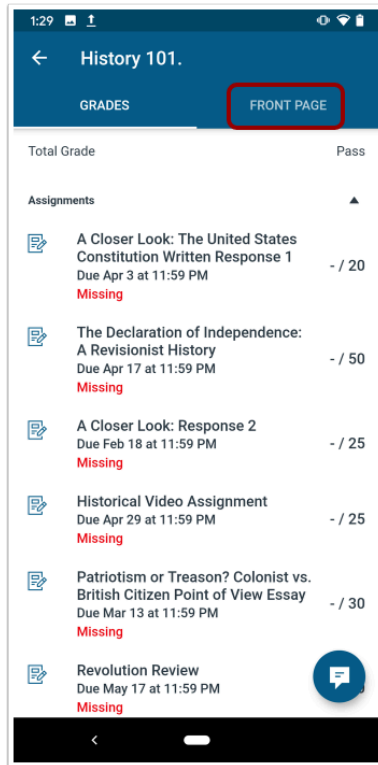 1:29
History 101.
GRADES
FRONT PAGE
Total Grade
Pass
Assignments
A Closer Look: The United States
Constitution Written Response 1
Due Apr 3 at 11:59 PM
- / 20
Missing
The Declaration of Independence:
A Revisionist History
Due Apr 17 at 11:59 PM
- / 50
Missing
A Closer Look: Response 2
Due Feb 18 at 11:59 PM
- / 25
Missing
Historical Video Assignment
Due Apr 29 at 11:59 PM
- / 25
Missing
Patriotism or Treason? Colonist vs.
British Citizen Point of View Essay
Due Mar 13 at 11:59 PM
- / 30
Missing
Revolution Review
Due May 17 at 11:59 PM
Missing